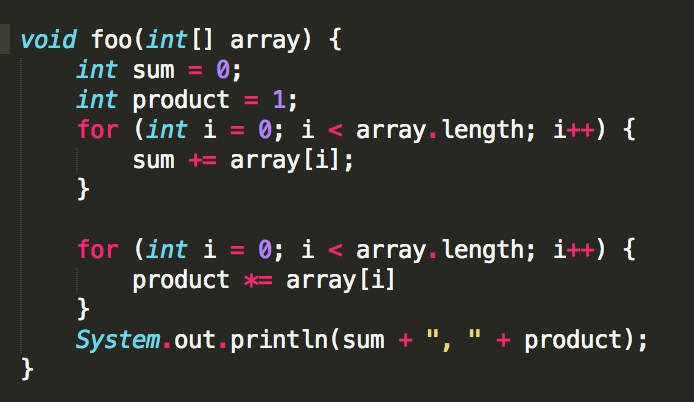 void foo(int[] array) {
    int sum = 0;
    int product = 1;
    for (int i = 0; i < array.length; i++) {
        sum += array[i];
    }

    for (int i = 0; i < array.length; i++) {
        product *= array[i]
    }
    System.out.println(sum + ", " + product);
}